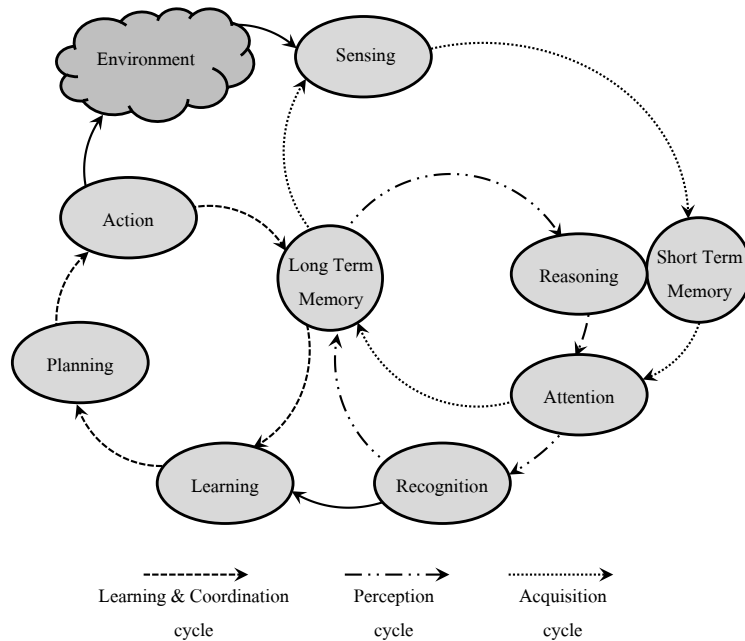 Environment
Sensing
Action
Long Term
Memory
Reasoning
Short Term
Memory
Planning
Attention
Learning
Recognition
Learning & Coordination
cycle
Perception
cycle
Acquisition
cycle